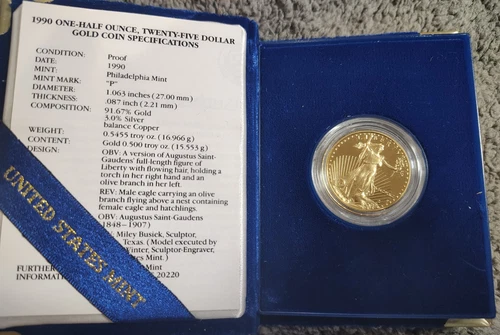 1990 ONE-HALF OUNCE, TWENTY-FIVE DOLLAR
GOLD COIN SPECIFICATIONS
CONDITION: Proof
DATE: 1990
MINT: Philadelphia Mint
MINT MARK: "P"
DIAMETER: 1.063 inches (27.00 mm)
THICKNESS: .087 inch (2.21 mm)
COMPOSITION: 91.67% Gold
3.0% Silver
balance Copper
WEIGHT: 0.5455 troy oz. (16.966 g)
CONTENT: Gold 0.500 troy oz. (15.553 g)
DESIGN: OBV: A version of Augustus Saint-
Gaudens' full-length figure of
Liberty with flowing hair, holding a
torch in her right hand and an
olive branch in her left.
REV: Male eagle carrying an olive
branch flying above a nest containing
female eagle and hatchlings.
OBV: Augustus Saint-Gaudens
(1848-1907)
Miley Busiek, Sculptor,
Texas. (Model executed by
Winter, Sculptor-Engraver,
Mint.)
FURTHER Mint
INFORMATION 20220
UNITED STATES MINT